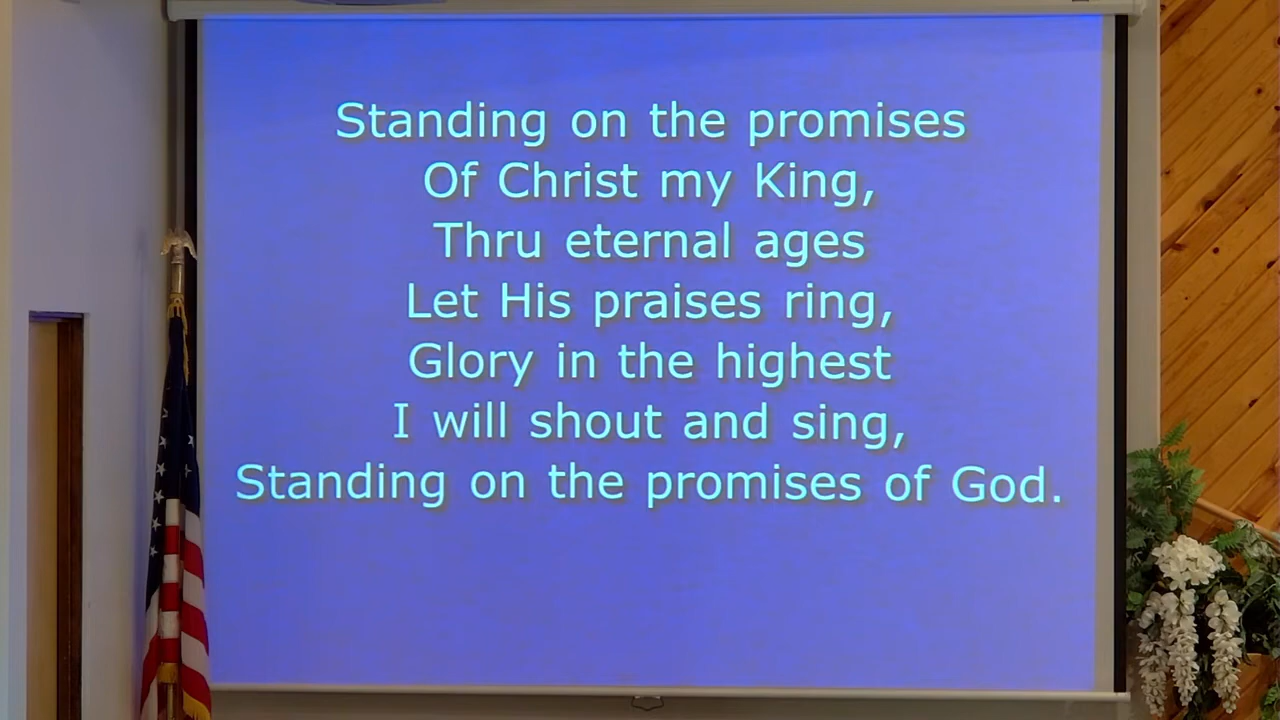 Standing on the promises
Of Christ my King,
Thru eternal ages
Let His praises ring,
Glory in the highest
I will shout and sing,
Standing on the promises of God.